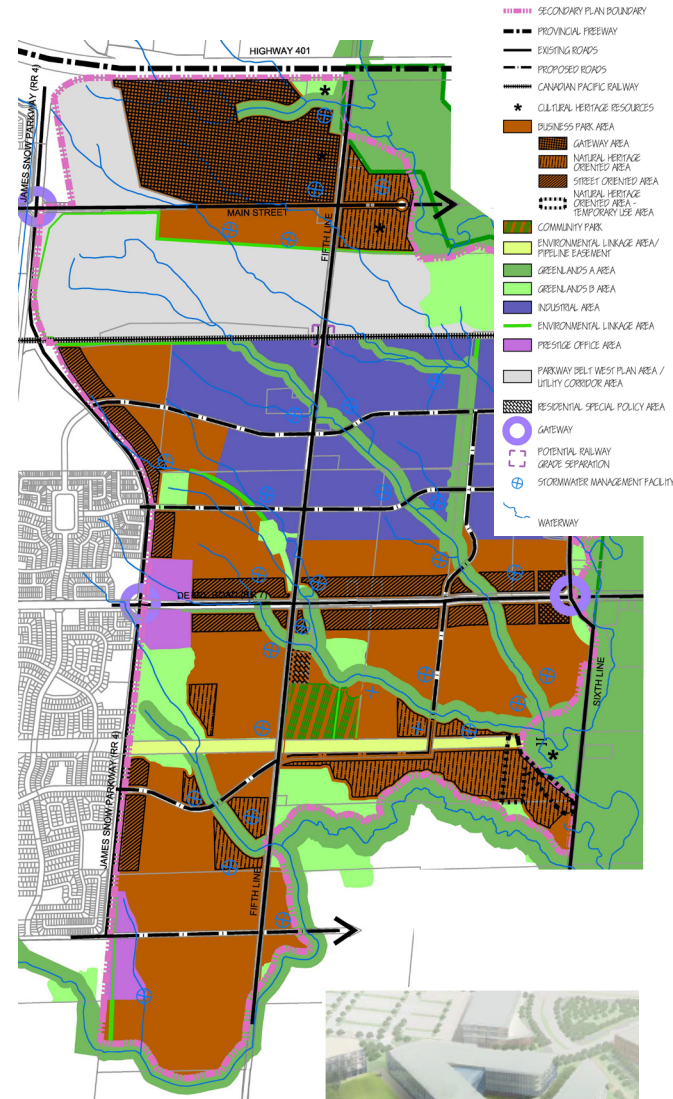 SECONDARY PLAN BOUNDARY
PROVINCIAL FREEWAY
EXISTING ROADS
PROPOSED ROADS
CANADIAN PACIFIC RAILWAY
CULTURAL HERITAGE RESOURCES
BUSINESS PARK AREA
GATEWAY AREA
NATURAL HERITAGE
ORIENTED AREA
STREET ORIENTED AREA
NATURAL HERITAGE
ORIENTED AREA -
TEMPORARY USE AREA
COMMUNITY PARK
ENVIRONMENTAL LINKAGE AREA/
PIPELINE EASEMENT
GREENLANDS A AREA
GREENLANDS B AREA
INDUSTRIAL AREA
ENVIRONMENTAL LINKAGE AREA
PRESTIGE OFFICE AREA
PARKWAY BELT WEST PLAN AREA /
UTILITY CORRIDOR AREA
RESIDENTIAL SPECIAL POLICY AREA
GATEWAY
POTENTIAL RAILWAY
GRADE SEPARATION
STORMWATER MANAGEMENT FACILITY
WATERWAY
HIGHWAY 401
JAMES SNOW PARKWAY (RR 4)
MAIN STREET
FIFTH LINE
ROAD (RR 7)
SIXTH LINE
JAMES SNOW PARKWAY (RR 4)
FIFTH LINE